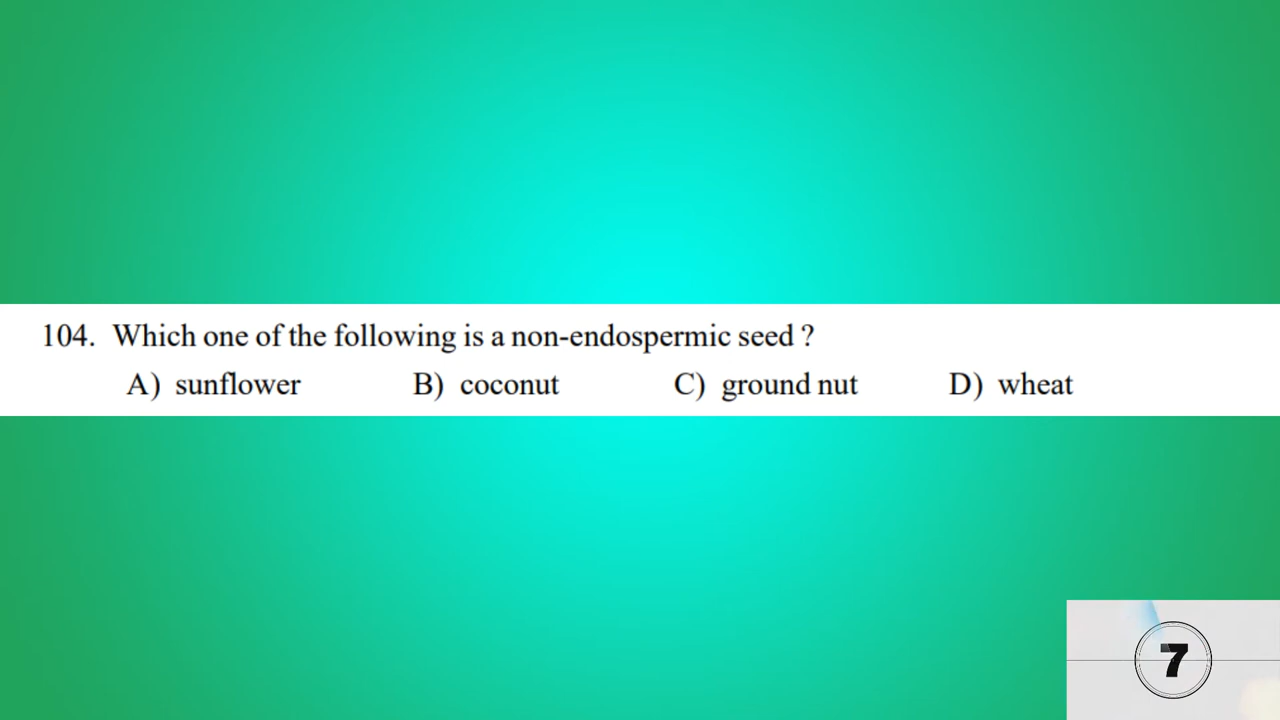 104. Which one of the following is a non-endospermic seed ?
A) sunflower B) coconut C) ground nut D) wheat
7